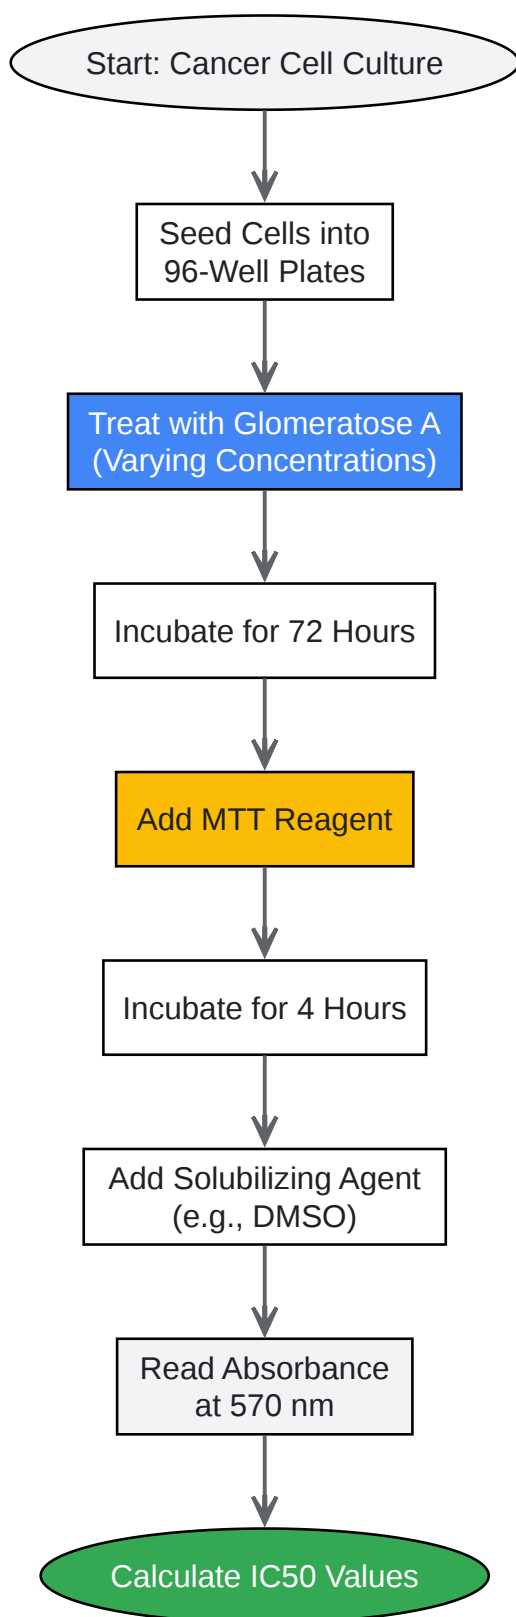 Start: Cancer Cell Culture
Seed Cells into
96-Well Plates
Treat with Glomeratose A
(Varying Concentrations)
Incubate for 72 Hours
Add MTT Reagent
Incubate for 4 Hours
Add Solubilizing Agent
(e.g., DMSO)
Read Absorbance
at 570 nm
Calculate IC50 Values